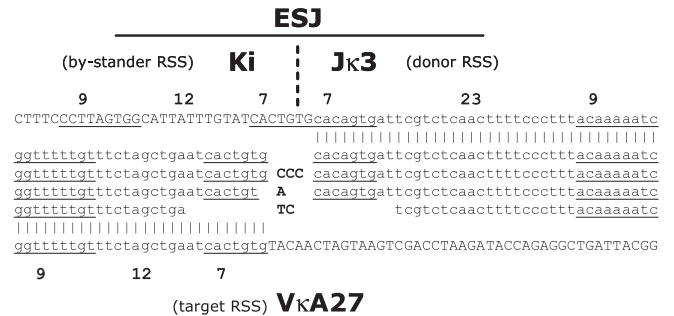 ESJ
(by-stander RSS) Ki Jκ3 (donor RSS)
9 12 7 7 23 9
CTTTCCCTTAGTGGCATTATTTGTATCACTGTGcacagtgattcgtctcaacttttccctttacaaaaatc
ggtttttgtttctagctgaatcactgtg cacagtgattcgtctcaacttttccctttacaaaaatc
ggtttttgtttctagctgaatcactgtg CCC cacagtgattcgtctcaacttttccctttacaaaaatc
ggtttttgtttctagctgaatcactgt A cacagtgattcgtctcaacttttccctttacaaaaatc
ggtttttgtttctagctga TC tcgtctcaacttttccctttacaaaaatc
ggtttttgtttctagctgaatcactgtgTACAACTAGTAAGTCGACCTAAGATACCAGAGGCTGATTACGG
9 12 7
(target RSS) VκA27